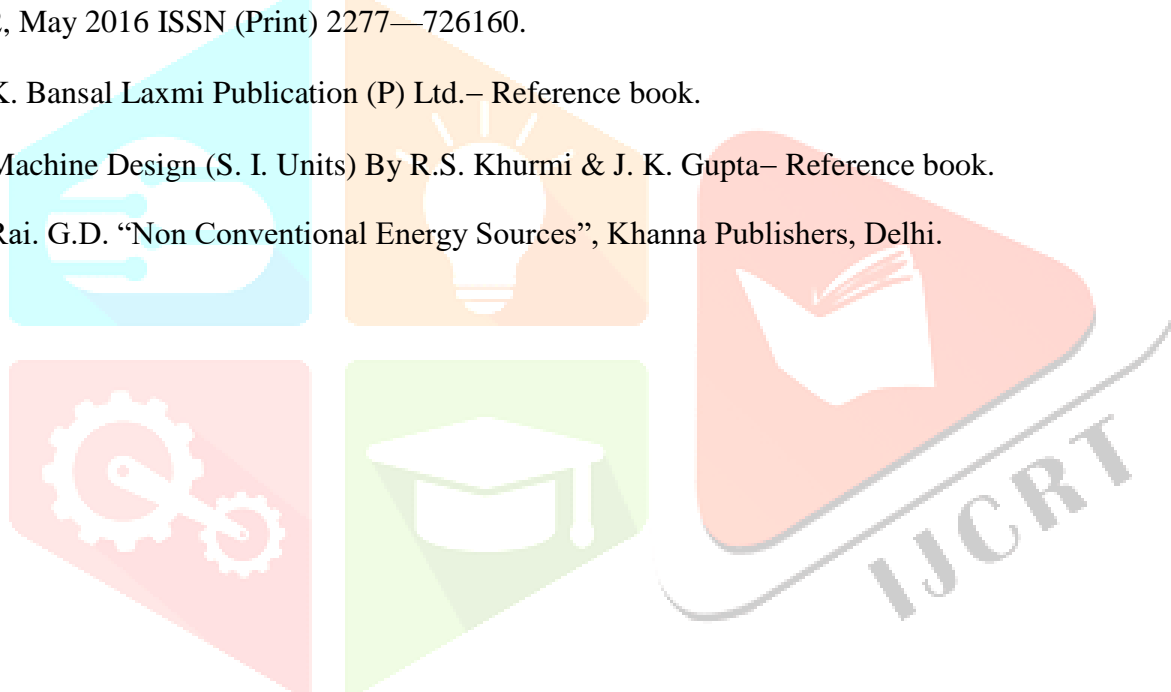 2, May 2016 ISSN (Print) 2277—726160.
K. Bansal Laxmi Publication (P) Ltd.– Reference book.
Machine Design (S. I. Units) By R.S. Khurmi & J. K. Gupta– Reference book.
Rai. G.D. “Non Conventional Energy Sources”, Khanna Publishers, Delhi.
IJCRT